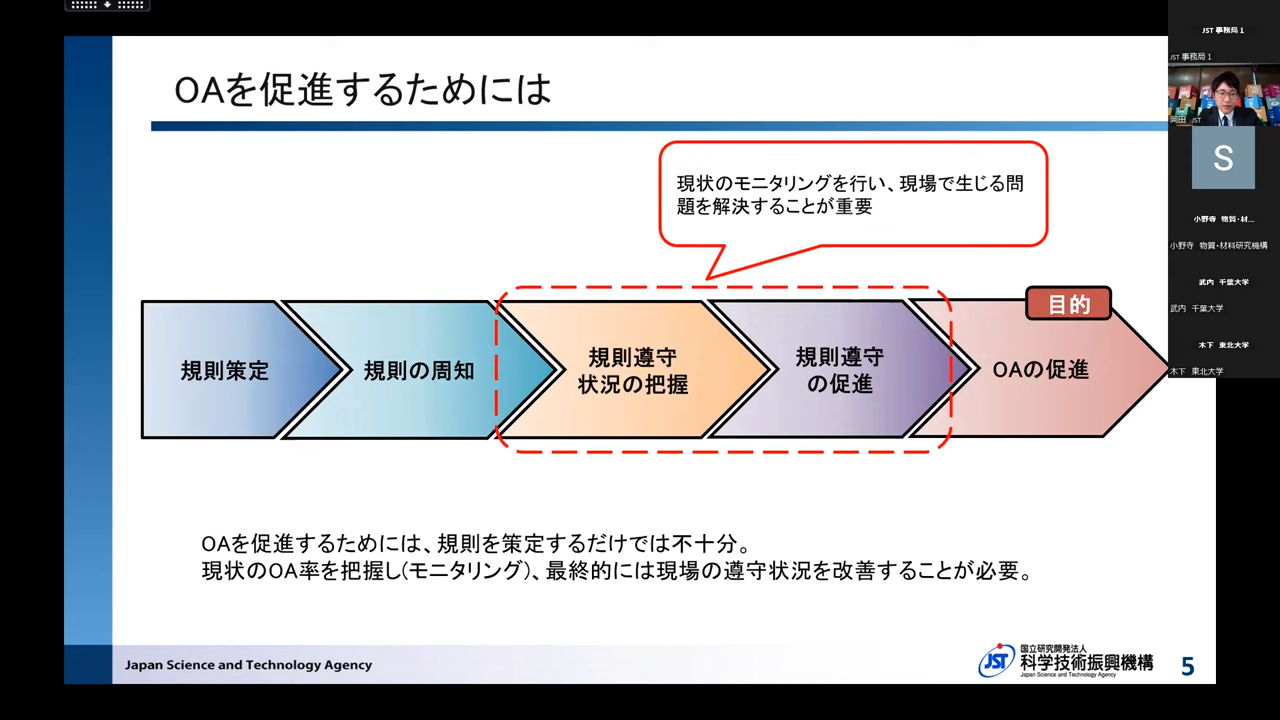 OAを促進するためには
現状のモニタリングを行い、現場で生じる問
題を解決することが重要
目的
規則策定
規則の周知
規則遵守
状況の把握
規則遵守
の促進
OAの促進
OAを促進するためには、規則を策定するだけでは不十分。
現状のOA率を把握し(モニタリング)、最終的には現場の遵守状況を改善することが必要。
Japan Science and Technology Agency
JST
国立研究開発法人
科学技術振興機構
Japan Science and Technology Agency
5
JST 事務局 1
JST 事務局 1
岡田 JST
S
小野寺 物質・材...
小野寺 物質・材料研究機構
武内 千葉大学
武内 千葉大学
木下 東北大学
木下 東北大学